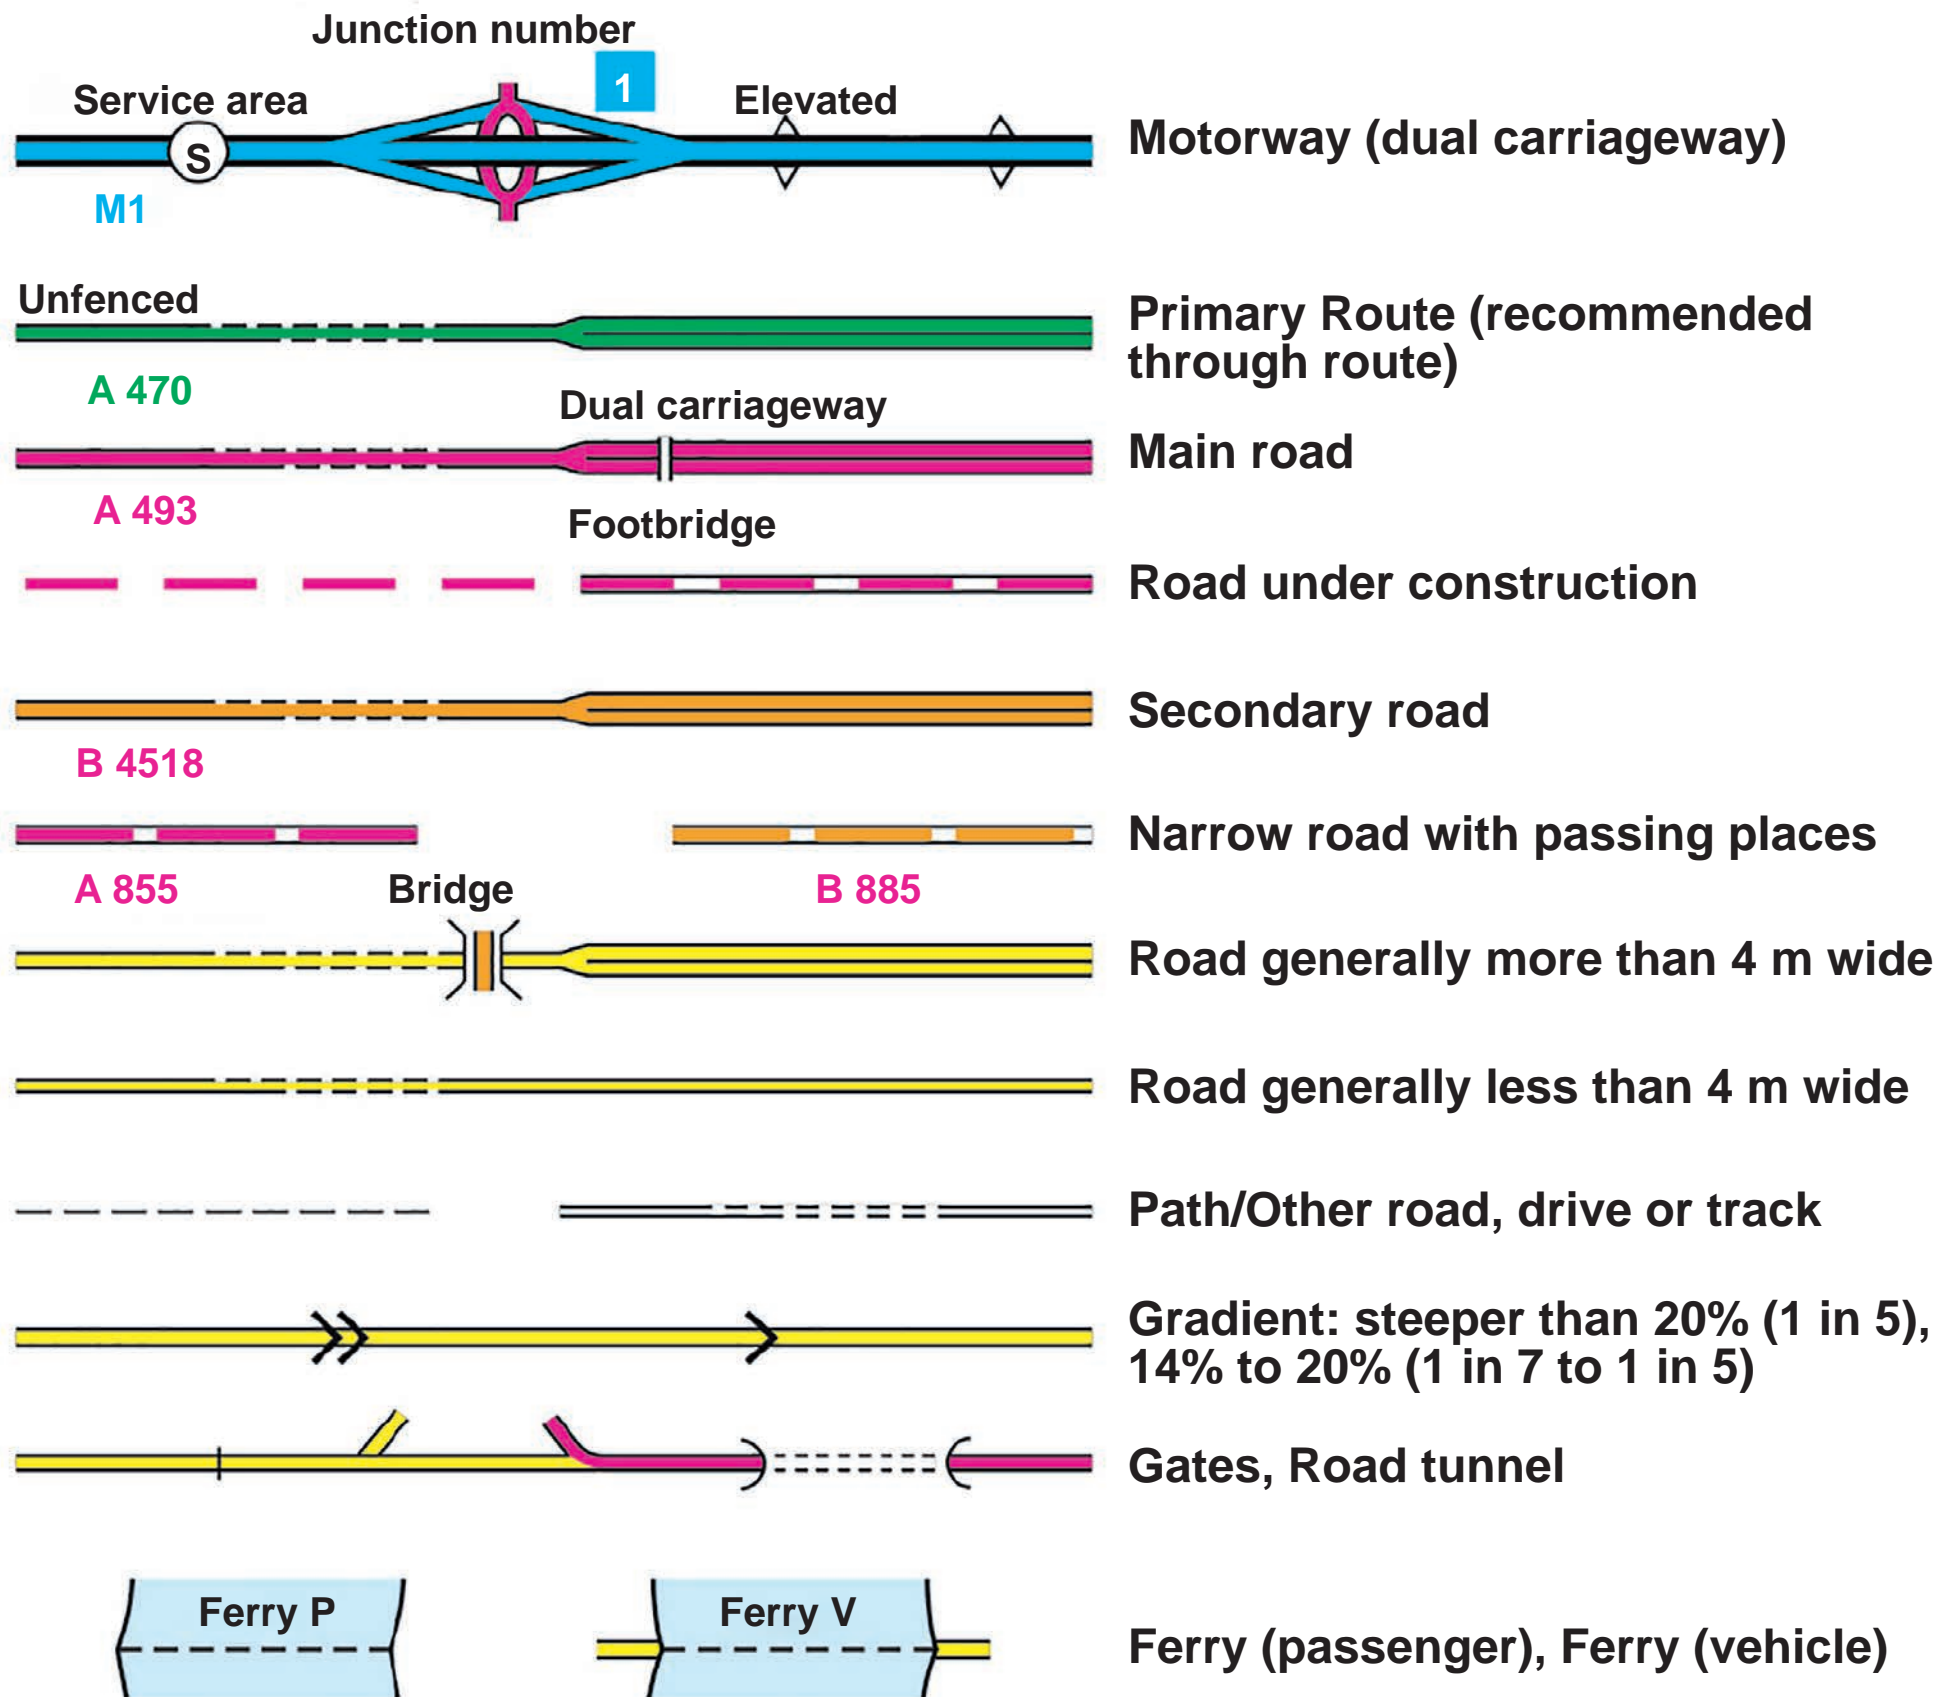 Junction number
1
Service area
Elevated
S
Motorway (dual carriageway)
M1
Unfenced
Primary Route (recommended
through route)
A 470
Dual carriageway
Main road
A 493
Footbridge
Road under construction
Secondary road
B 4518
Narrow road with passing places
A 855
Bridge
B 885
Road generally more than 4 m wide
Road generally less than 4 m wide
Path/Other road, drive or track
Gradient: steeper than 20% (1 in 5),
14% to 20% (1 in 7 to 1 in 5)
Gates, Road tunnel
Ferry P
Ferry V
Ferry (passenger), Ferry (vehicle)